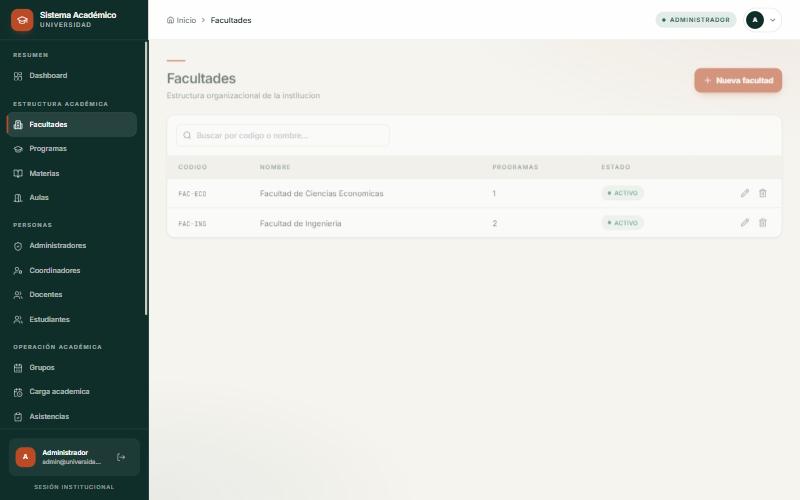 Sistema Académico
UNIVERSIDAD
RESUMEN
Dashboard
ESTRUCTURA ACADÉMICA
Facultades
Programas
Materias
Aulas
PERSONAS
Administradores
Coordinadores
Docentes
Estudiantes
OPERACIÓN ACADÉMICA
Grupos
Carga academica
Asistencias
A
Administrador
admin@universida...
SESIÓN INSTITUCIONAL
Inicio > Facultades
ADMINISTRADOR
A
Facultades
Estructura organizacional de la institucion
+ Nueva facultad
Buscar por codigo o nombre...
CODIGO NOMBRE PROGRAMAS ESTADO
FAC-ECO Facultad de Ciencias Economicas 1 ACTIVO
FAC-ING Facultad de Ingenieria 2 ACTIVO